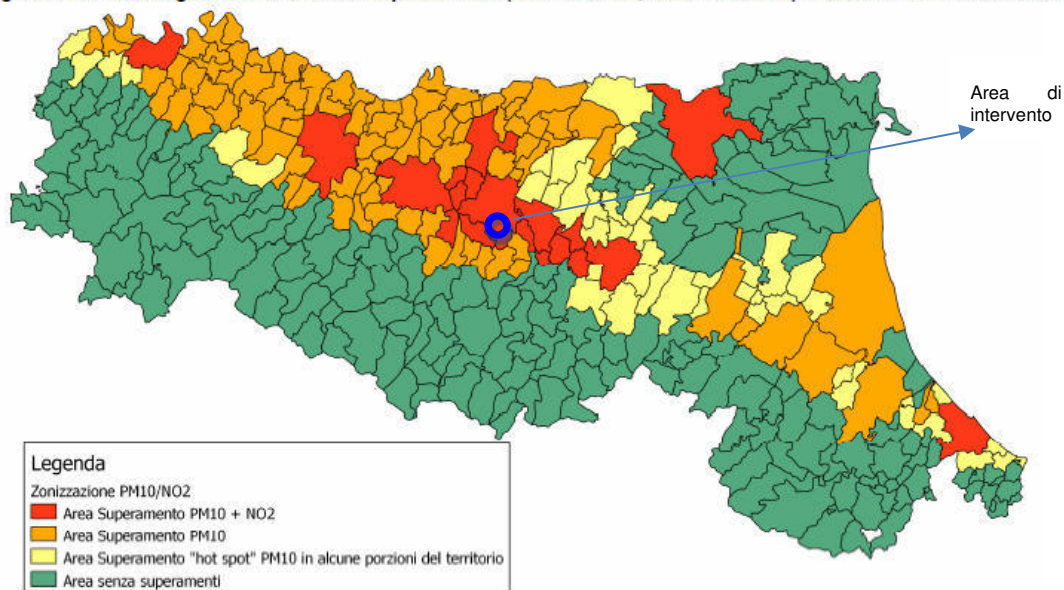 Area di
intervento
Legenda
Zonizzazione PM10/NO2
Area Superamento PM10 + NO2
Area Superamento PM10
Area Superamento "hot spot" PM10 in alcune porzioni del territorio
Area senza superamenti